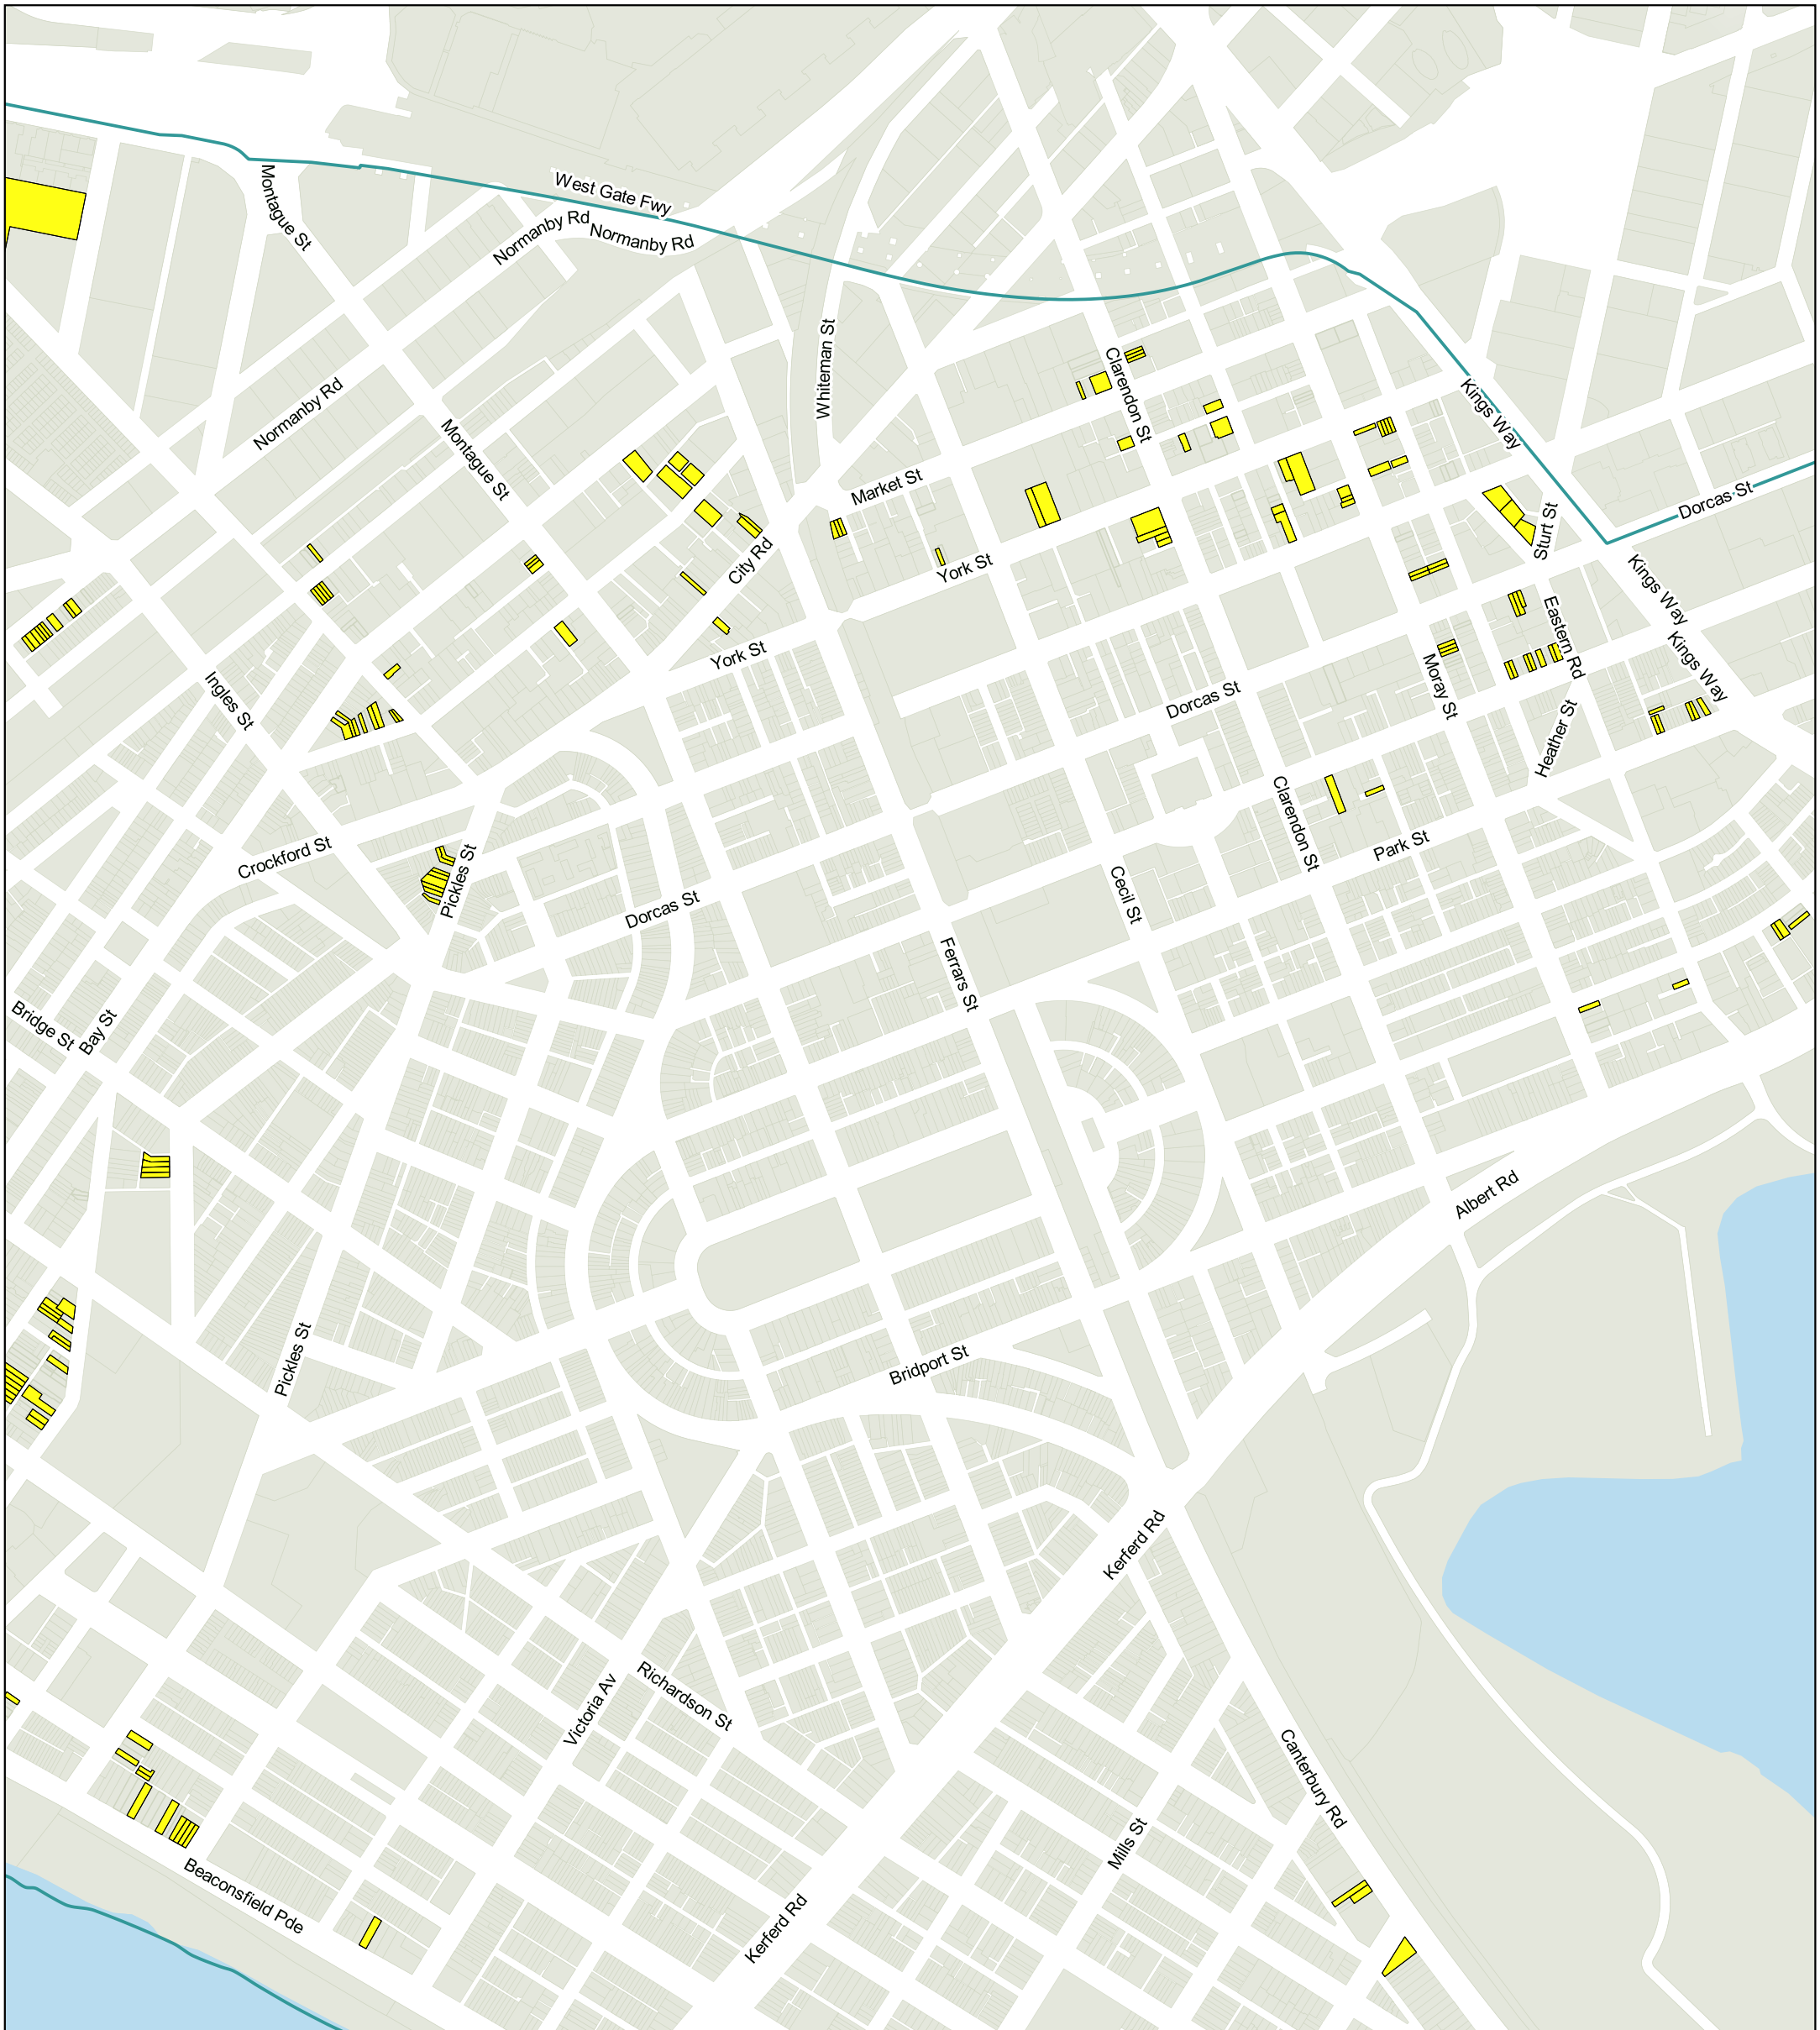 Montague St
West Gate Fwy
Normanby Rd
Normanby Rd
Whiteman St
Clarendon St
Kings Way
Normanby Rd
Montague St
Market St
Dorcas St
Sturt St
City Rd
York St
Kings Way
Eastern Rd
York St
Kings Way
Ingles St
Dorcas St
Moray St
Heather St
Clarendon St
Park St
Crockford St
Pickles St
Dorcas St
Cecil St
Ferrars St
Bridge St
Bay St
Albert Rd
Pickles St
Bridport St
Kerferd Rd
Richardson St
Victoria Av
Canterbury Rd
Mills St
Beaconsfield Pde
Kerferd Rd